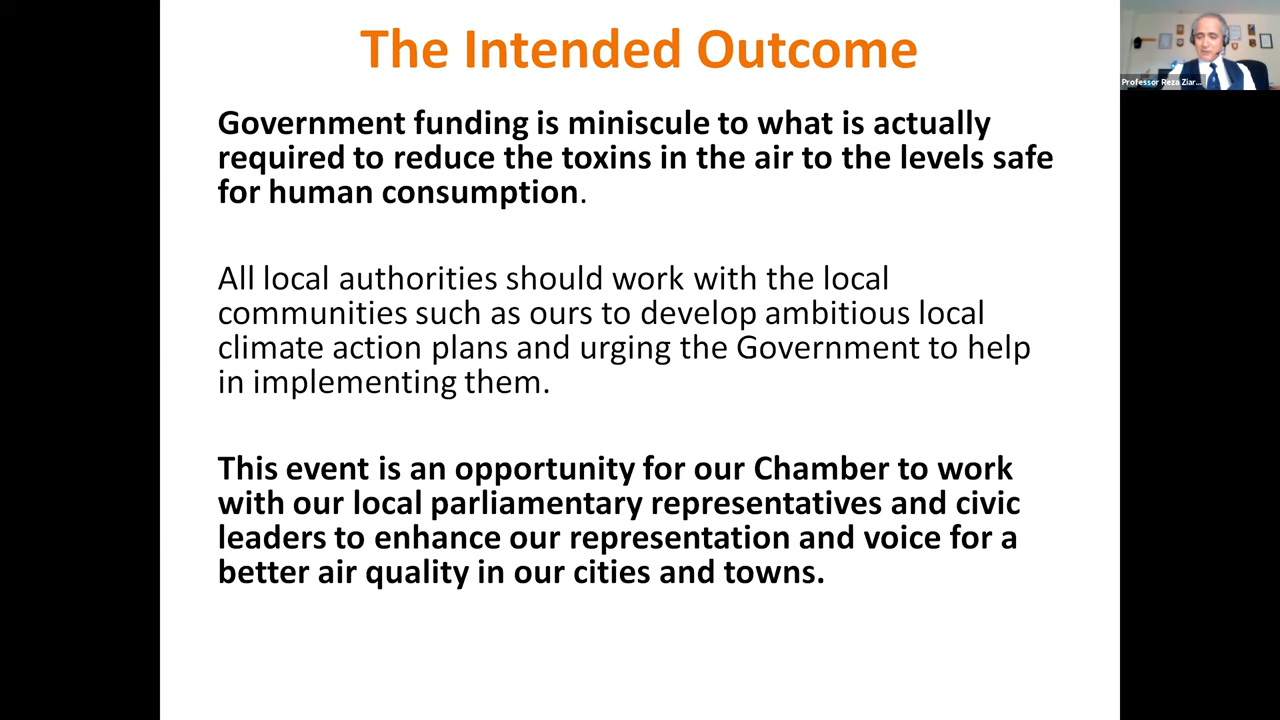 The Intended Outcome
Professor Reza Ziar...
Government funding is miniscule to what is actually
required to reduce the toxins in the air to the levels safe
for human consumption.
All local authorities should work with the local
communities such as ours to develop ambitious local
climate action plans and urging the Government to help
in implementing them.
This event is an opportunity for our Chamber to work
with our local parliamentary representatives and civic
leaders to enhance our representation and voice for a
better air quality in our cities and towns.